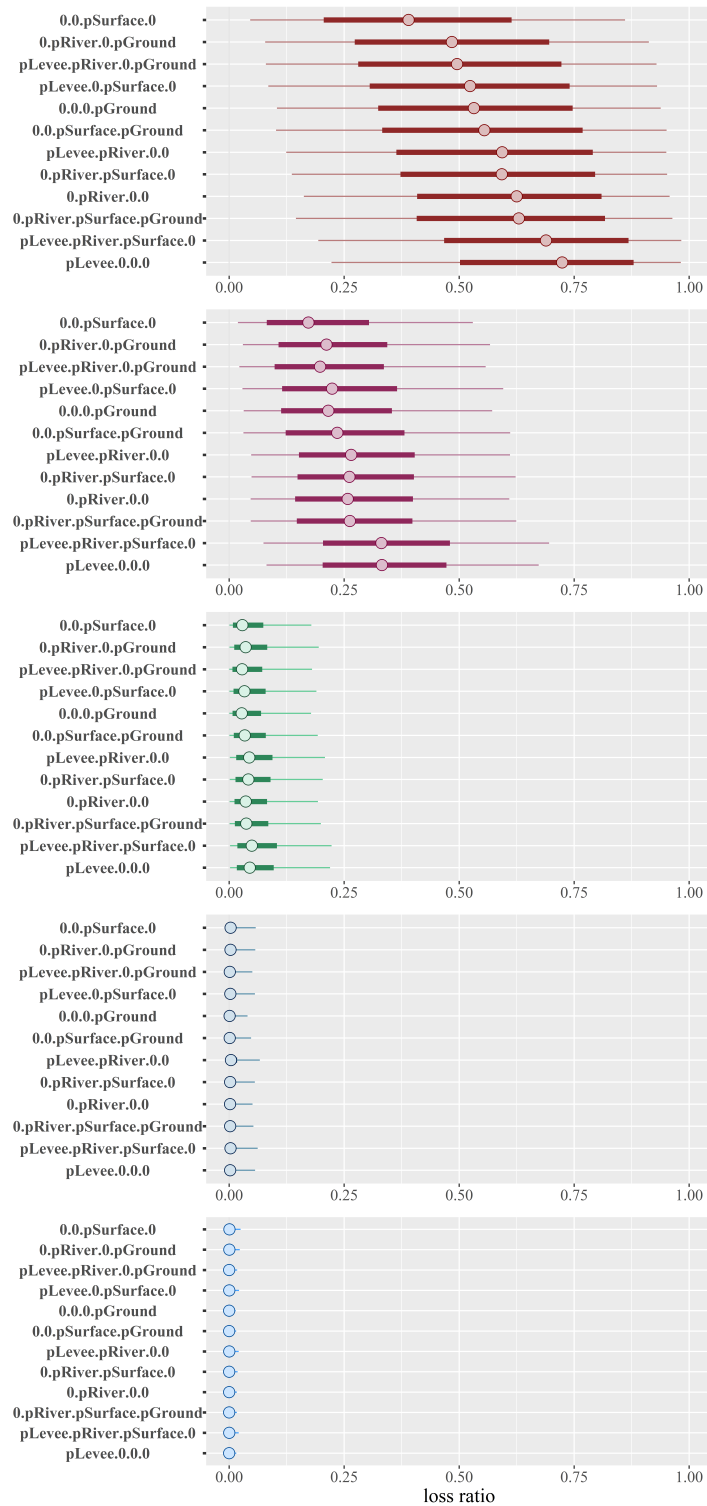 0.0.pSurface.0
0.pRiver.0.pGround
pLevee.pRiver.0.pGround
pLevee.0.pSurface.0
0.0.0.pGround
0.0.pSurface.pGround
pLevee.pRiver.0.0
0.pRiver.pSurface.0
0.pRiver.0.0
0.pRiver.pSurface.pGround
pLevee.pRiver.pSurface.0
pLevee.0.0.0
0.00 0.25 0.50 0.75 1.00
0.0.pSurface.0
0.pRiver.0.pGround
pLevee.pRiver.0.pGround
pLevee.0.pSurface.0
0.0.0.pGround
0.0.pSurface.pGround
pLevee.pRiver.0.0
0.pRiver.pSurface.0
0.pRiver.0.0
0.pRiver.pSurface.pGround
pLevee.pRiver.pSurface.0
pLevee.0.0.0
0.00 0.25 0.50 0.75 1.00
0.0.pSurface.0
0.pRiver.0.pGround
pLevee.pRiver.0.pGround
pLevee.0.pSurface.0
0.0.0.pGround
0.0.pSurface.pGround
pLevee.pRiver.0.0
0.pRiver.pSurface.0
0.pRiver.0.0
0.pRiver.pSurface.pGround
pLevee.pRiver.pSurface.0
pLevee.0.0.0
0.00 0.25 0.50 0.75 1.00
0.0.pSurface.0
0.pRiver.0.pGround
pLevee.pRiver.0.pGround
pLevee.0.pSurface.0
0.0.0.pGround
0.0.pSurface.pGround
pLevee.pRiver.0.0
0.pRiver.pSurface.0
0.pRiver.0.0
0.pRiver.pSurface.pGround
pLevee.pRiver.pSurface.0
pLevee.0.0.0
0.00 0.25 0.50 0.75 1.00
0.0.pSurface.0
0.pRiver.0.pGround
pLevee.pRiver.0.pGround
pLevee.0.pSurface.0
0.0.0.pGround
0.0.pSurface.pGround
pLevee.pRiver.0.0
0.pRiver.pSurface.0
0.pRiver.0.0
0.pRiver.pSurface.pGround
pLevee.pRiver.pSurface.0
pLevee.0.0.0
0.00 0.25 0.50 0.75 1.00
loss ratio